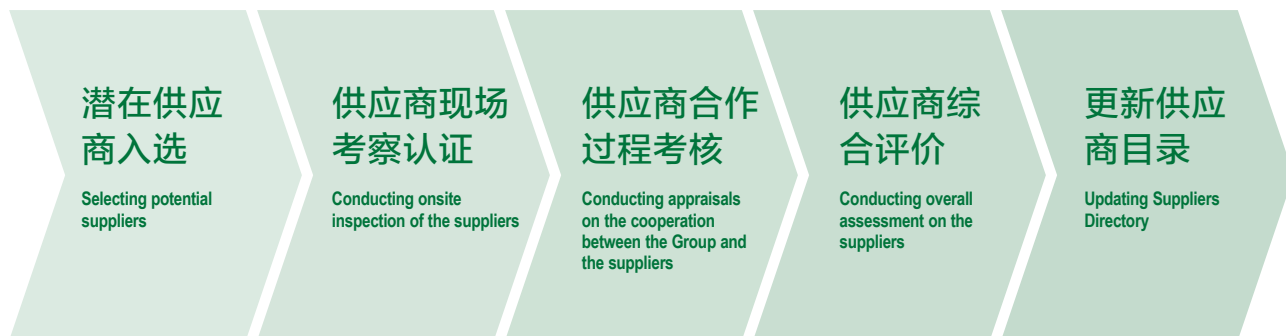 潜在供应
商入选
Selecting potential
suppliers
供应商现场
考察认证
Conducting onsite
inspection of the suppliers
供应商合作
过程考核
Conducting appraisals
on the cooperation
between the Group and
the suppliers
供应商综
合评价
Conducting overall
assessment on the
suppliers
更新供应
商目录
Updating Suppliers
Directory